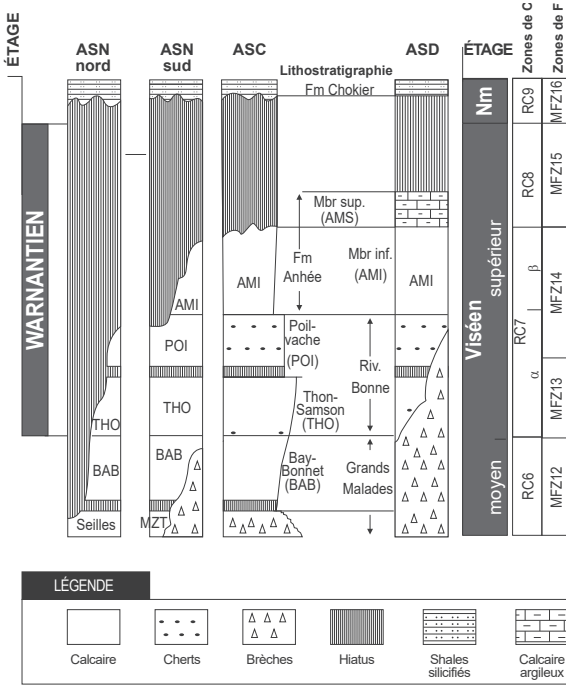 ÉTAGE
ASN nord
ASN sud
ASC
Lithostratigraphie
ASD
ÉTAGE
Zones de C
Zones de F
Fm Chokier
Nm
RC9
MFZ16
WARNANTIEN
Viséen
supérieur
moyen
RC8
MFZ15
Mbr sup.
(AMS)
Fm
Anhée
Mbr inf.
(AMI)
AMI
AMI
AMI
β
MFZ14
RC7
α
POI
Poil-
vache
(POI)
Riv.
Bonne
MFZ13
THO
THO
Thon-
Samson
(THO)
BAB
BAB
Bay-
Bonnet
(BAB)
Grands
Malades
RC6
MFZ12
Seilles
MZT
LÉGENDE
Calcaire
Cherts
Brèches
Hiatus
Shales
silicifiés
Calcaire
argileux